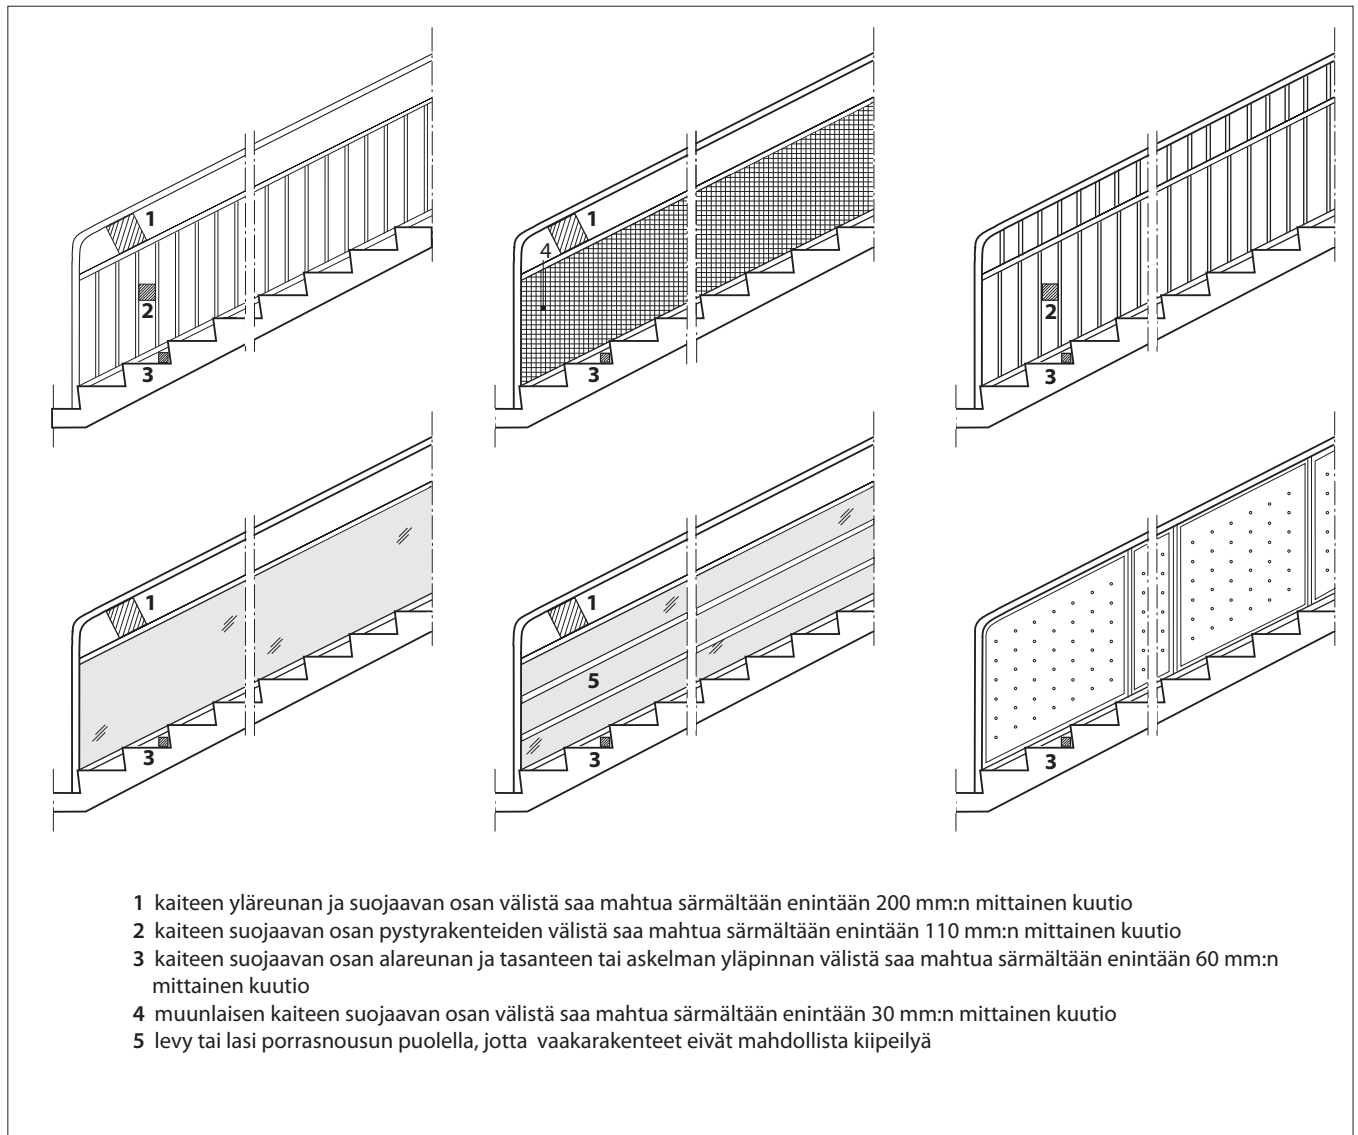 1
2
3
1
4
3
2
3
1
3
1
5
3
3
1 kaiteen yläreunan ja suojaavan osan välistä saa mahtua särmältään enintään 200 mm:n mittainen kuutio
2 kaiteen suojaavan osan pystyrakenteiden välistä saa mahtua särmältään enintään 110 mm:n mittainen kuutio
3 kaiteen suojaavan osan alareunan ja tasanteen tai askelman yläpinnan välistä saa mahtua särmältään enintään 60 mm:n
mittainen kuutio
4 muunlaisen kaiteen suojaavan osan välistä saa mahtua särmältään enintään 30 mm:n mittainen kuutio
5 levy tai lasi porrasnousun puolella, jotta vaakarakenteet eivät mahdollista kiipeilyä